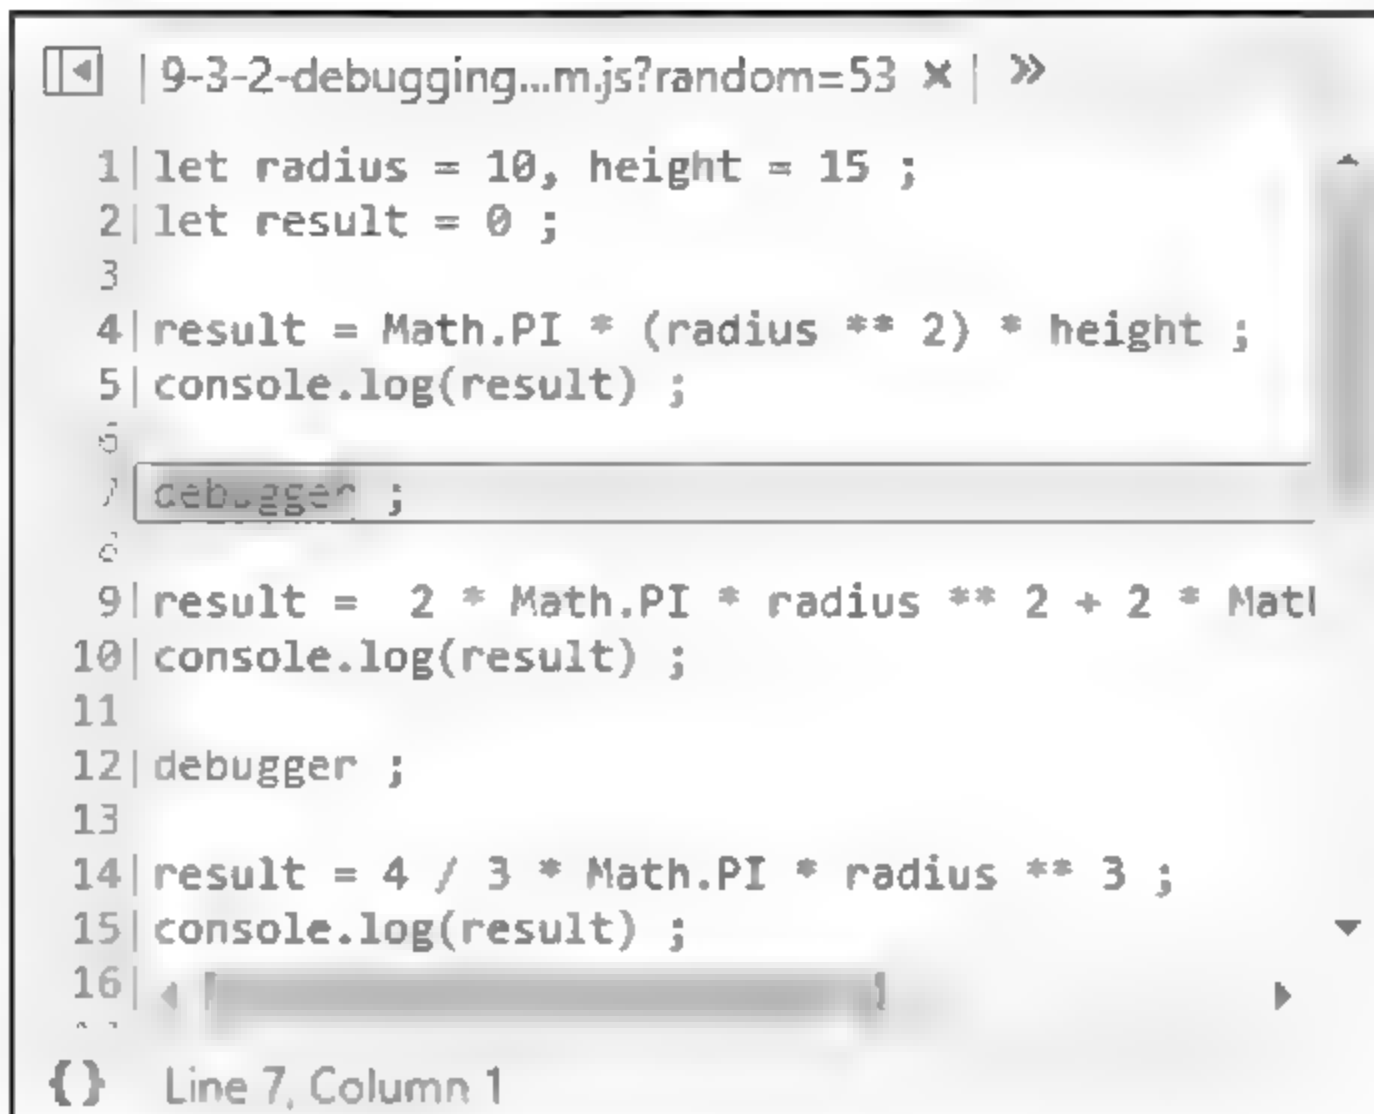 9-3-2-debugging...m.js?random=53 × | »
1 let radius = 10, height = 15 ;
2 let result = 0 ;
3
4 result = Math.PI * (radius ** 2) * height ;
5 console.log(result) ;
6
7 debugger ;
8
9 result =  2 * Math.PI * radius ** 2 + 2 * Mat
10 console.log(result) ;
11
12 debugger ;
13
14 result = 4 / 3 * Math.PI * radius ** 3 ;
15 console.log(result) ;
16
{} Line 7, Column 1